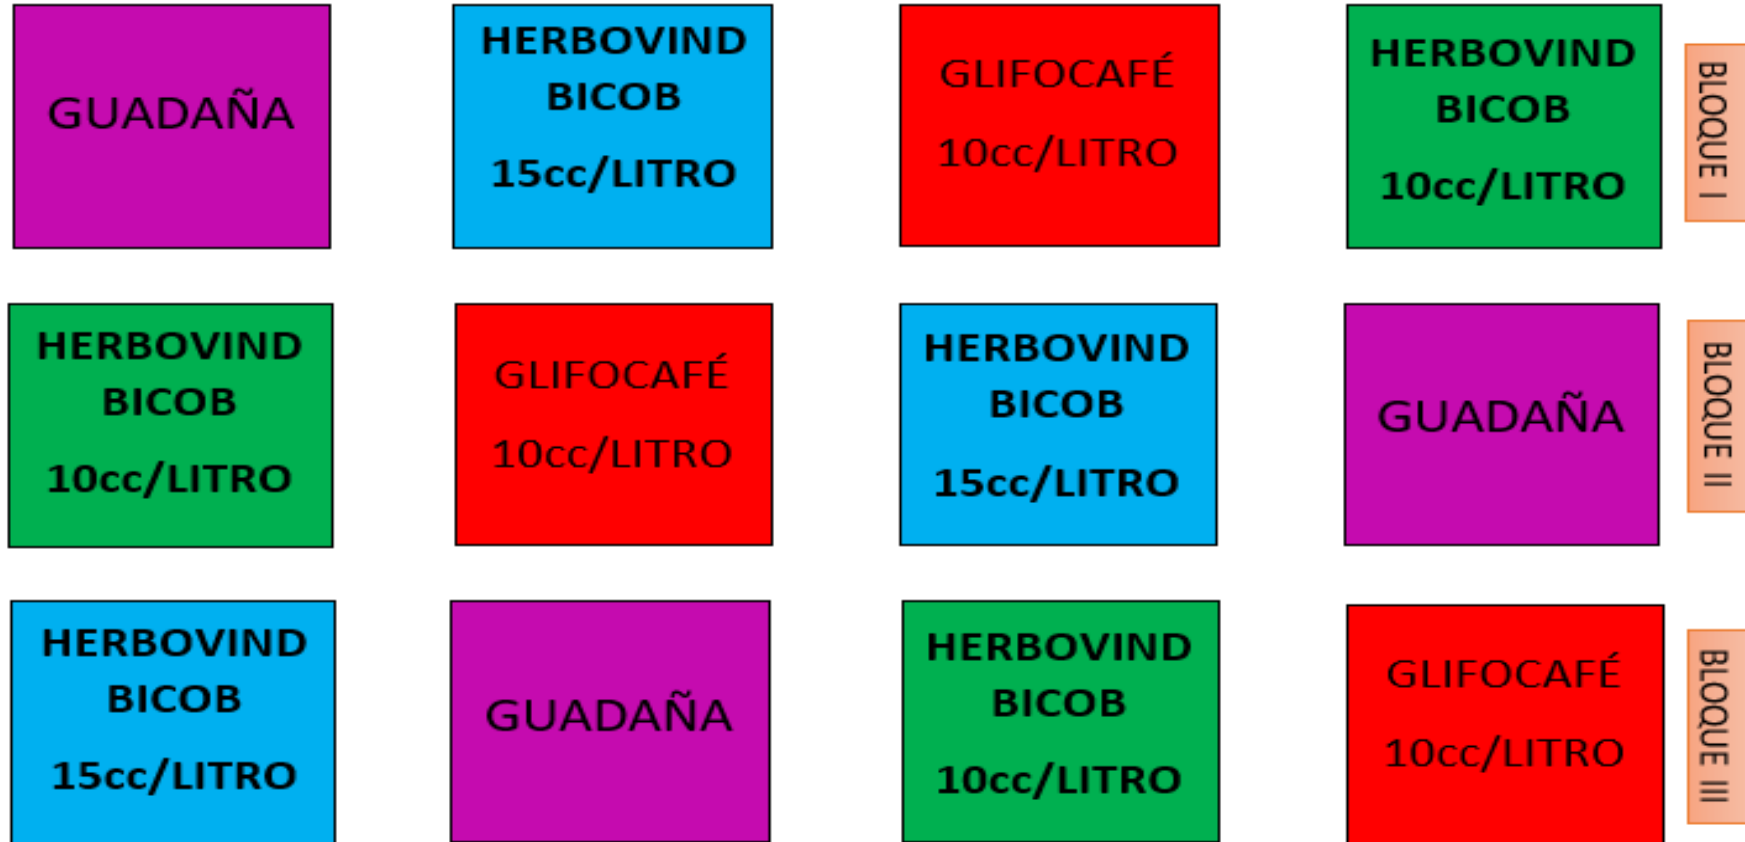 GUADAÑA
HERBOVIND
BICOB
15cc/LITRO
GLIFOCAFÉ
10cc/LITRO
HERBOVIND
BICOB
10cc/LITRO
BLOQUE I
HERBOVIND
BICOB
10cc/LITRO
GLIFOCAFÉ
10cc/LITRO
HERBOVIND
BICOB
15cc/LITRO
GUADAÑA
BLOQUE II
HERBOVIND
BICOB
15cc/LITRO
GUADAÑA
HERBOVIND
BICOB
10cc/LITRO
GLIFOCAFÉ
10cc/LITRO
BLOQUE III